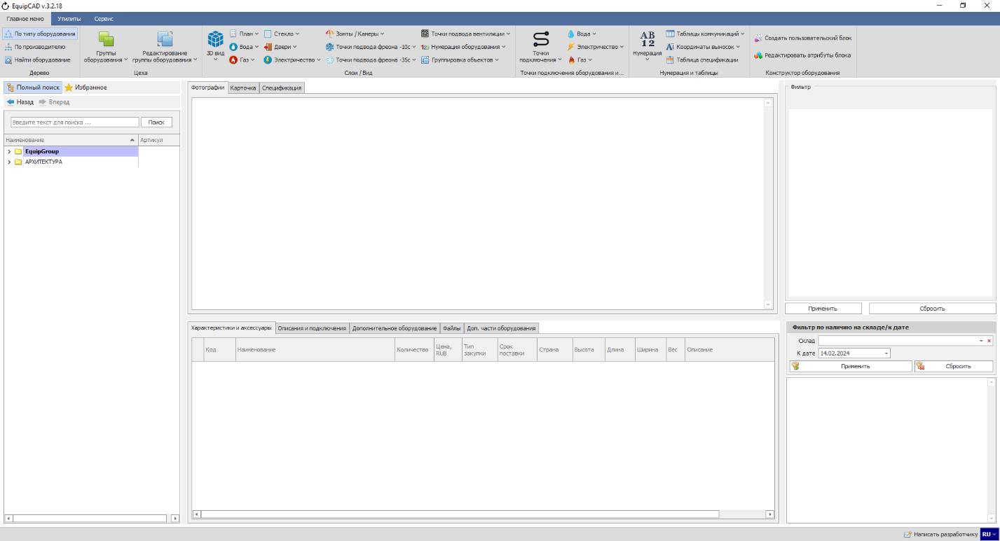 EquipCAD v.3.2.18
Главное меню Утилиты Сервис
По типу оборудования
По производителю
Найти оборудование
Дерево
Группы
оборудования
Редактирование
группы оборудования
Цеха
3D вид
План
Вода
Газ
Стекло
Двери
Электричество
Зонты / Камеры
Точки подвода фреона -10с
Точки подвода фреона -35с
Точки подвода вентиляции
Нумерация оборудования
Группировка объектов
Слои / Вид
Точки
подключения
Вода
Электричество
Газ
Точки подключения оборудования и...
AB
12
Нумерация
Таблицы коммуникаций
Координаты выносок
Таблица спецификации
Нумерация и таблицы
Создать пользовательский блок
Редактировать атрибуты блока
Конструктор оборудования
Полный поиск Избранное
Назад Вперед
Введите текст для поиска ... Поиск
Наименование Артикул
EquipGroup
АРХИТЕКТУРА
Фотографии Карточка Спецификация
Фильтр
Применить Сбросить
Характеристики и аксессуары Описания и подключения Дополнительное оборудование Файлы Доп. части оборудования
Код Наименование Количество Цена, RUB Тип закупки Срок поставки Страна Высота Длина Ширина Вес Описание
Фильтр по налично на складе/к дате
Склад
К дате 14.02.2024
Применить Сбросить
Написать разработчику RU